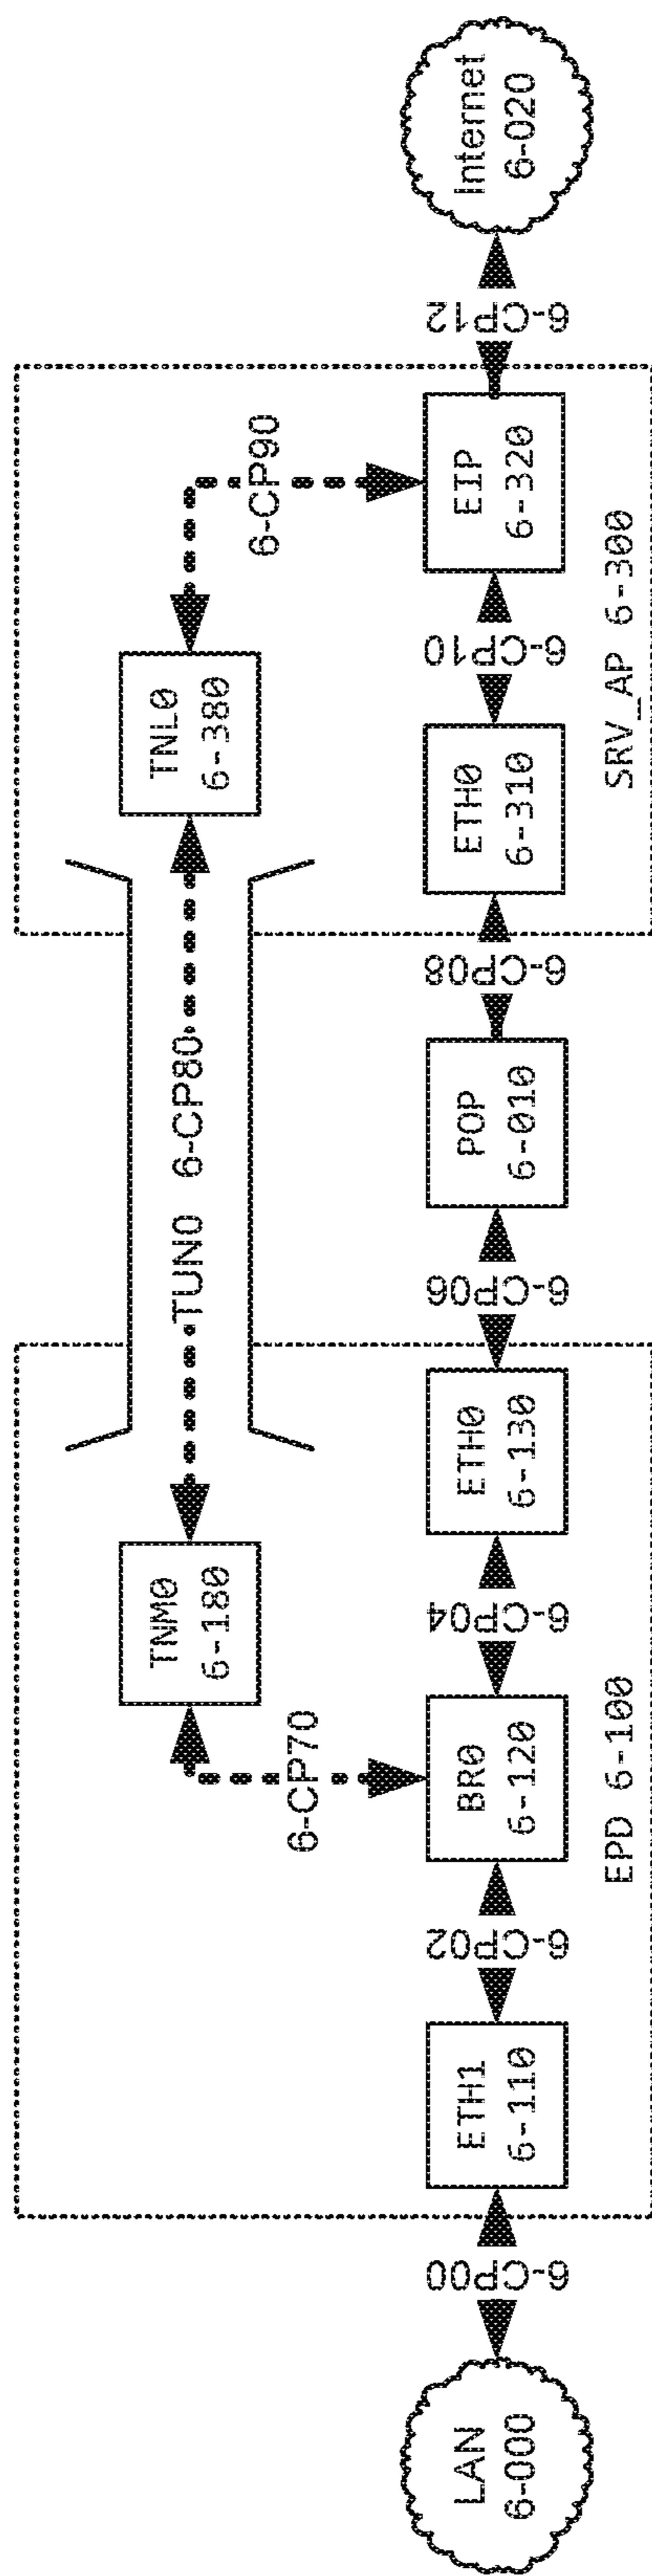 TNM0
6-180
TUN0 6-CP80
TNL0
6-380
6-CP70
6-CP90
LAN
6-000
6-CP00
ETH1
6-110
6-CP02
BR0
6-120
6-CP04
ETH0
6-130
6-CP06
POP
6-010
6-CP08
ETH0
6-310
6-CP10
EIP
6-320
6-CP12
Internet
6-020
EPD 6-100
SRV_AP 6-300